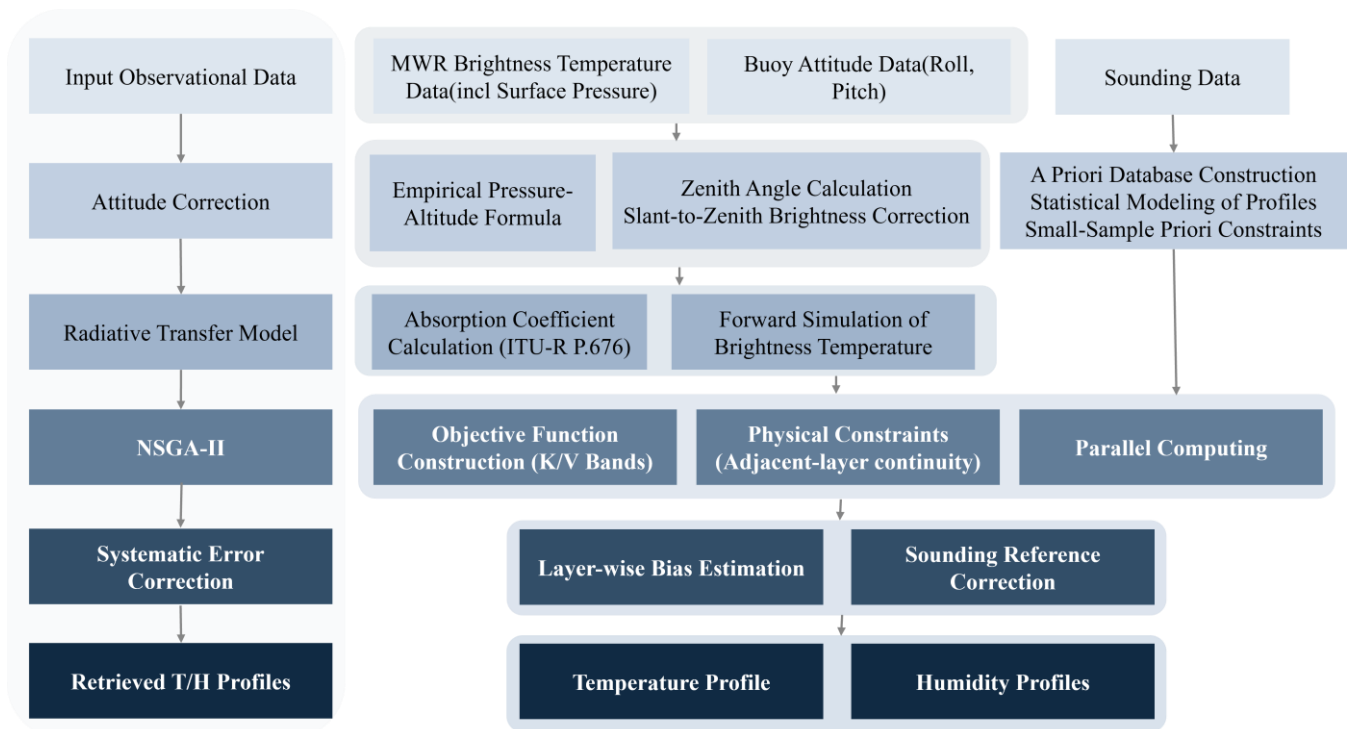 Input Observational Data
MWR Brightness Temperature
Data(incl Surface Pressure)
Buoy Attitude Data(Roll,
Pitch)
Sounding Data
Attitude Correction
Empirical Pressure-
Altitude Formula
Zenith Angle Calculation
Slant-to-Zenith Brightness Correction
A Priori Database Construction
Statistical Modeling of Profiles
Small-Sample Priori Constraints
Radiative Transfer Model
Absorption Coefficient
Calculation (ITU-R P.676)
Forward Simulation of
Brightness Temperature
NSGA-II
Objective Function
Construction (K/V Bands)
Physical Constraints
(Adjacent-layer continuity)
Parallel Computing
Systematic Error
Correction
Layer-wise Bias Estimation
Sounding Reference
Correction
Retrieved T/H Profiles
Temperature Profile
Humidity Profiles